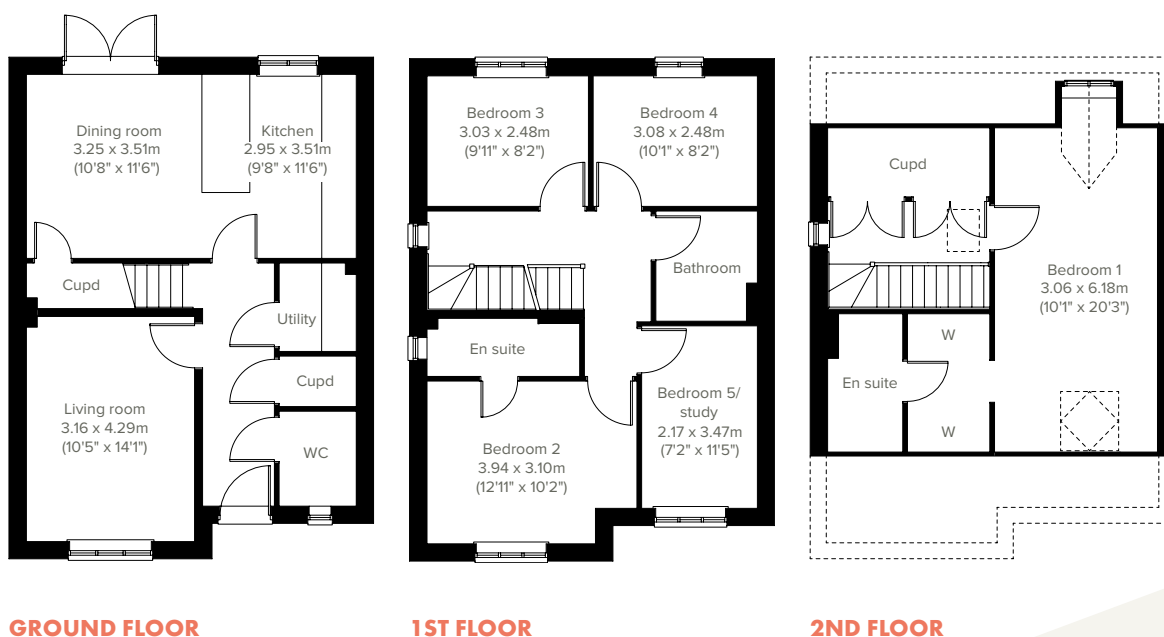 Dining room
3.25 x 3.51m
(10'8" x 11'6")
Kitchen
2.95 x 3.51m
(9'8" x 11'6")
Cupd
Utility
Cupd
Living room
3.16 x 4.29m
(10'5" x 14'1")
WC
GROUND FLOOR
Bedroom 3
3.03 x 2.48m
(9'11" x 8'2")
Bedroom 4
3.08 x 2.48m
(10'1" x 8'2")
Bathroom
En suite
Bedroom 5/
study
2.17 x 3.47m
(7'2" x 11'5")
Bedroom 2
3.94 x 3.10m
(12'11" x 10'2")
1ST FLOOR
Cupd
Bedroom 1
3.06 x 6.18m
(10'1" x 20'3")
W
En suite
W
2ND FLOOR